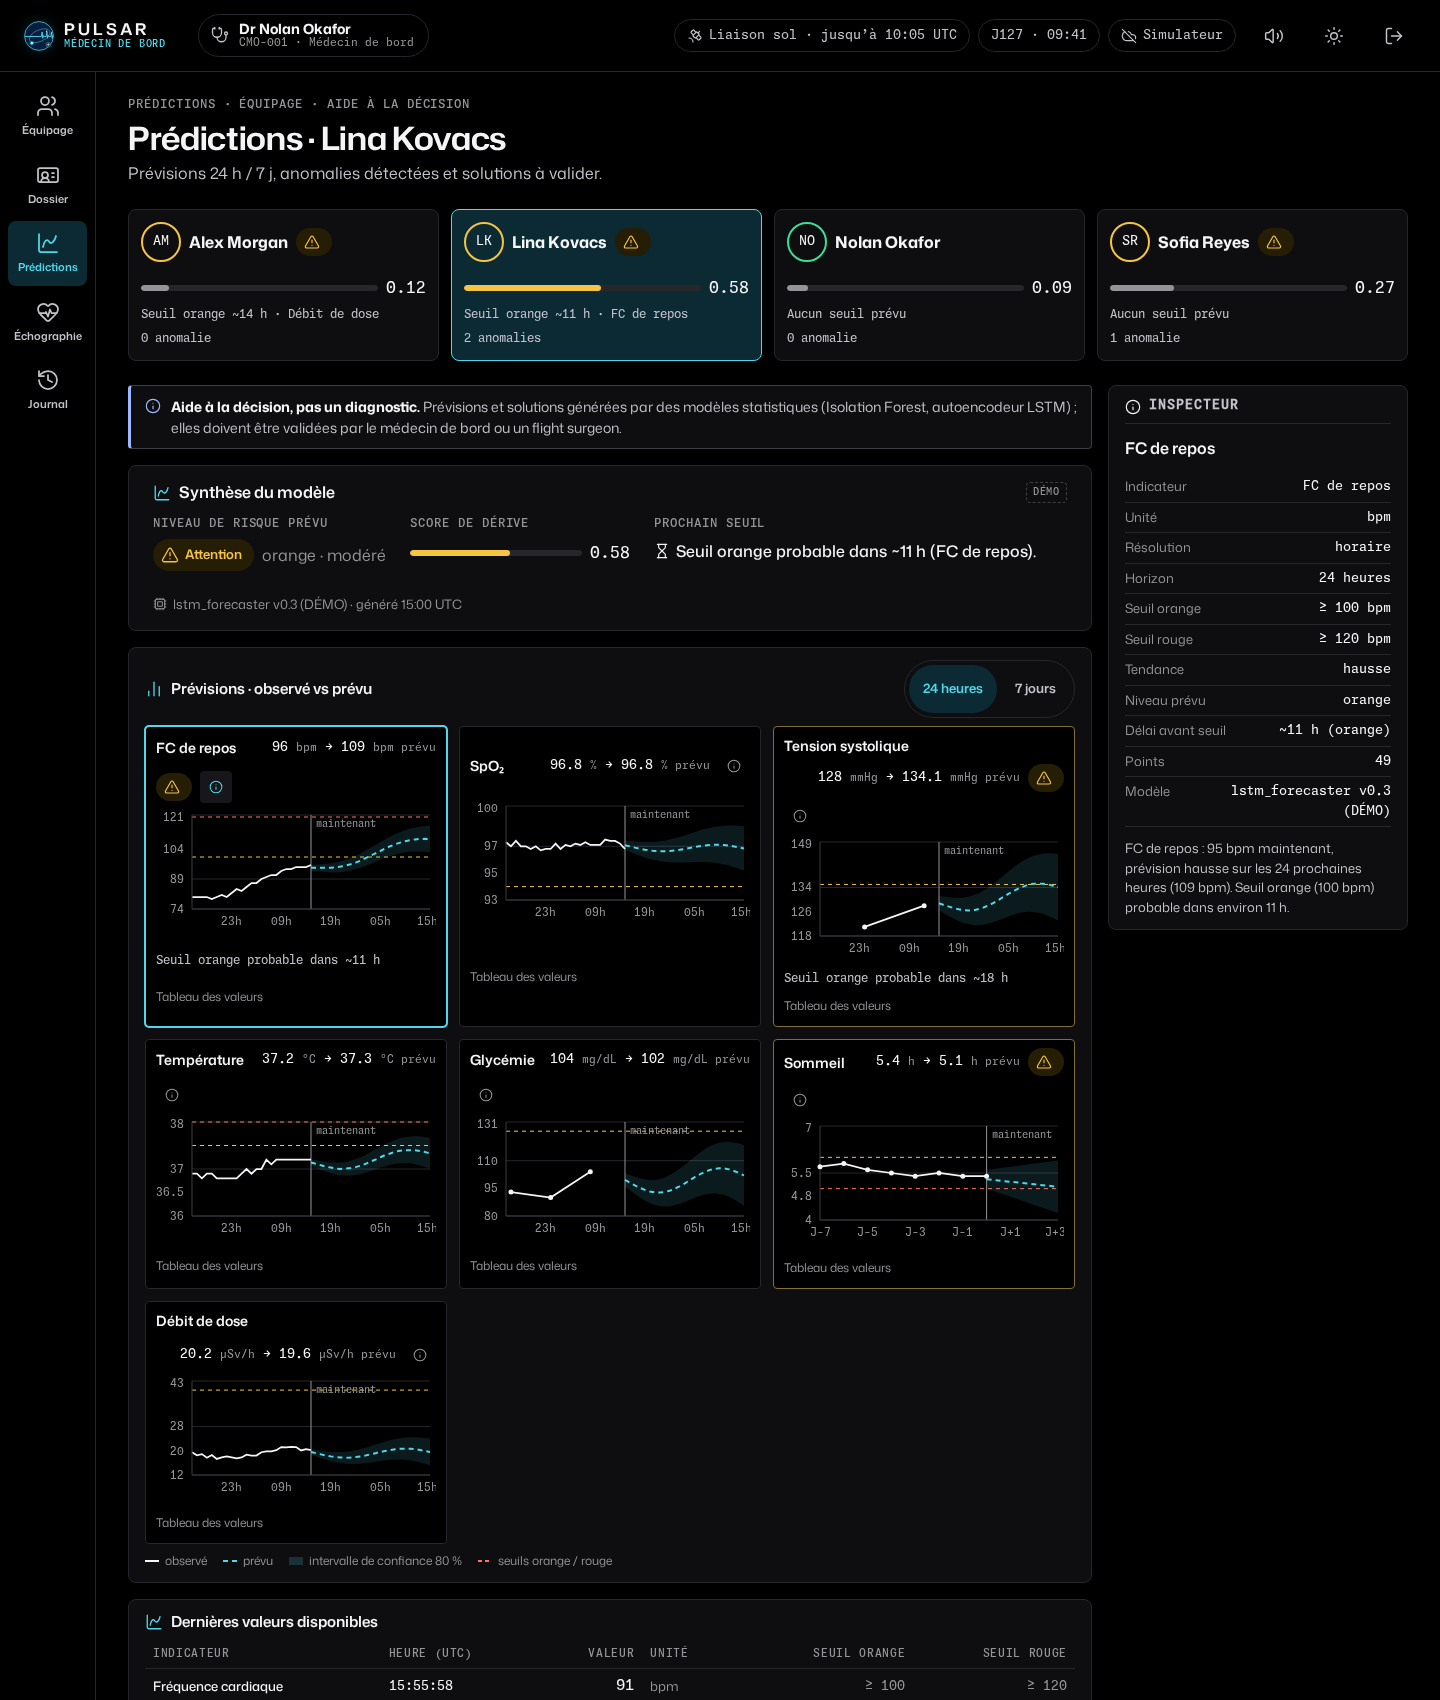 PULSAR
MÉDECIN DE BORD
Dr Nolan Okafor
CMO-001 · Médecin de bord
Liaison sol · jusqu’à 10:05 UTC
J127 · 09:41
Simulateur
Équipage
Dossier
Prédictions
Échographie
Journal
PRÉDICTIONS · ÉQUIPAGE · AIDE À LA DÉCISION
Prédictions · Lina Kovacs
Prévisions 24 h / 7 j, anomalies détectées et solutions à valider.
AM Alex Morgan
0.12
Seuil orange ~14 h · Débit de dose
0 anomalie
LK Lina Kovacs
0.58
Seuil orange ~11 h · FC de repos
2 anomalies
NO Nolan Okafor
0.09
Aucun seuil prévu
0 anomalie
SR Sofia Reyes
0.27
Aucun seuil prévu
1 anomalie
Aide à la décision, pas un diagnostic. Prévisions et solutions générées par des modèles statistiques (Isolation Forest, autoencodeur LSTM) ;
elles doivent être validées par le médecin de bord ou un flight surgeon.
Synthèse du modèle
DÉMO
NIVEAU DE RISQUE PRÉVU
Attention orange · modéré
SCORE DE DÉRIVE
0.58
PROCHAIN SEUIL
Seuil orange probable dans ~11 h (FC de repos).
lstm_forecaster v0.3 (DÉMO) · généré 15:00 UTC
Prévisions · observé vs prévu
24 heures
7 jours
FC de repos
96 bpm → 109 bpm prévu
121
104
89
74
maintenant
23h 09h 19h 05h 15h
Seuil orange probable dans ~11 h
Tableau des valeurs
SpO₂
96.8 % → 96.8 % prévu
100
97
95
93
maintenant
23h 09h 19h 05h 15h
Tableau des valeurs
Tension systolique
128 mmHg → 134.1 mmHg prévu
149
134
126
118
maintenant
23h 09h 19h 05h 15h
Seuil orange probable dans ~18 h
Tableau des valeurs
Température
37.2 °C → 37.3 °C prévu
38
37
36.5
36
maintenant
23h 09h 19h 05h 15h
Tableau des valeurs
Glycémie
104 mg/dL → 102 mg/dL prévu
131
110
95
80
maintenant
23h 09h 19h 05h 15h
Tableau des valeurs
Sommeil
5.4 h → 5.1 h prévu
7
5.5
4.8
4
maintenant
J-7 J-5 J-3 J-1 J+1 J+3
Tableau des valeurs
Débit de dose
20.2 µSv/h → 19.6 µSv/h prévu
43
28
20
12
maintenant
23h 09h 19h 05h 15h
Tableau des valeurs
observé
prévu
intervalle de confiance 80 %
seuils orange / rouge
Dernières valeurs disponibles
INDICATEUR HEURE (UTC) VALEUR UNITÉ SEUIL ORANGE SEUIL ROUGE
Fréquence cardiaque 15:55:58 91 bpm ≥ 100 ≥ 120
INSPECTEUR
FC de repos
Indicateur FC de repos
Unité bpm
Résolution horaire
Horizon 24 heures
Seuil orange ≥ 100 bpm
Seuil rouge ≥ 120 bpm
Tendance hausse
Niveau prévu orange
Délai avant seuil ~11 h (orange)
Points 49
Modèle lstm_forecaster v0.3
(DÉMO)
FC de repos : 95 bpm maintenant,
prévision hausse sur les 24 prochaines
heures (109 bpm). Seuil orange (100 bpm)
probable dans environ 11 h.